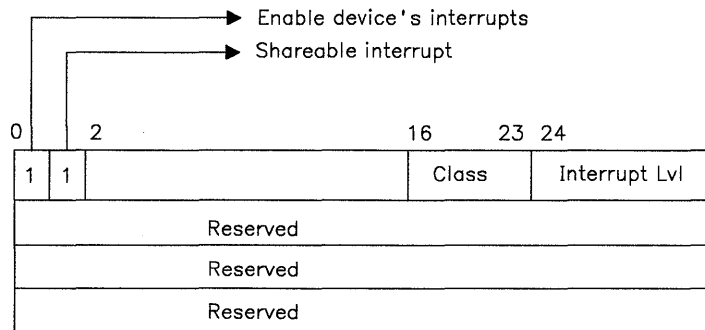 Enable device's interrupts
Shareable interrupt
0 2 16 23 24
1 1 Class Interrupt Lvl
Reserved
Reserved
Reserved